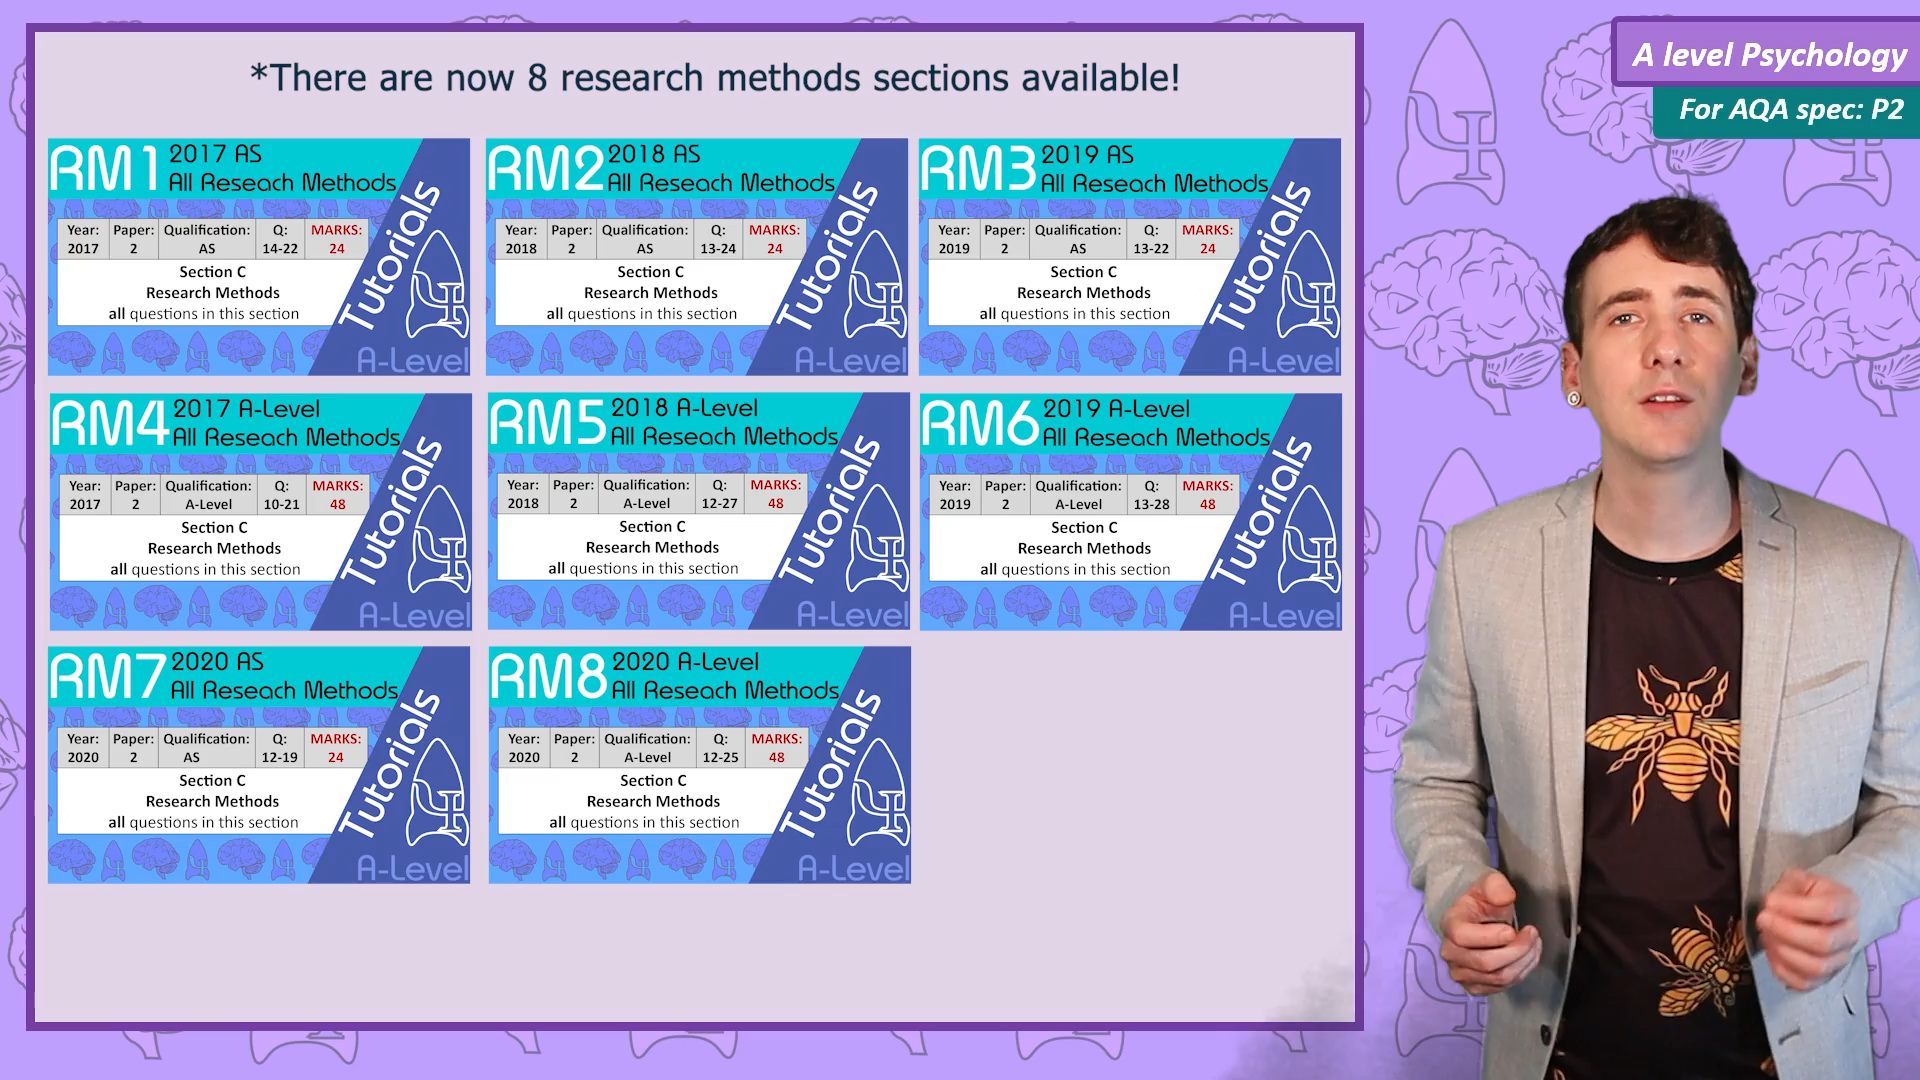 *There are now 8 research methods sections available!
A level Psychology
For AQA spec: P2
RM1 2017 AS
All Reseach Methods
Year: Paper: Qualification: Q: MARKS:
2017 2 AS 14-22 24
Section C
Research Methods
all questions in this section
Tutorials
A-Level
RM2 2018 AS
All Reseach Methods
Year: Paper: Qualification: Q: MARKS:
2018 2 AS 13-24 24
Section C
Research Methods
all questions in this section
Tutorials
A-Level
RM3 2019 AS
All Reseach Methods
Year: Paper: Qualification: Q: MARKS:
2019 2 AS 13-22 24
Section C
Research Methods
all questions in this section
Tutorials
A-Level
RM4 2017 A-Level
All Reseach Methods
Year: Paper: Qualification: Q: MARKS:
2017 2 A-Level 10-21 48
Section C
Research Methods
all questions in this section
Tutorials
A-Level
RM5 2018 A-Level
All Reseach Methods
Year: Paper: Qualification: Q: MARKS:
2018 2 A-Level 12-27 48
Section C
Research Methods
all questions in this section
Tutorials
A-Level
RM6 2019 A-Level
All Reseach Methods
Year: Paper: Qualification: Q: MARKS:
2019 2 A-Level 13-28 48
Section C
Research Methods
all questions in this section
Tutorials
A-Level
RM7 2020 AS
All Reseach Methods
Year: Paper: Qualification: Q: MARKS:
2020 2 AS 12-19 24
Section C
Research Methods
all questions in this section
Tutorials
A-Level
RM8 2020 A-Level
All Reseach Methods
Year: Paper: Qualification: Q: MARKS:
2020 2 A-Level 12-25 48
Section C
Research Methods
all questions in this section
Tutorials
A-Level